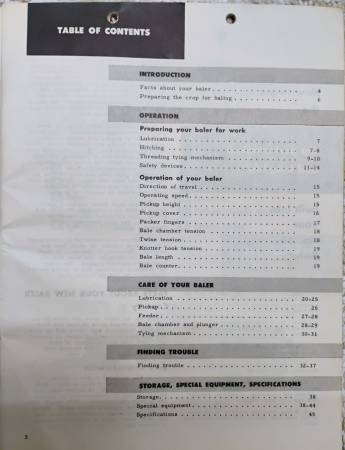 TABLE OF CONTENTS
INTRODUCTION
Facts about your baler. . . . . . . . . . . . . . . . 4
Preparing the crop for baling. . . . . . . . . . . . 6
OPERATION
Preparing your baler for work
Lubrication . . . . . . . . . . . . . . . . 7
Hitching . . . . . . . . . . . . . . . . 7-8
Threading tying mechanism . . . . . . . . . . . . 9-10
Safety devices. . . . . . . . . . . . . . . . 11-14
Operation of your baler
Direction of travel . . . . . . . . . . . . . . . . 15
Operating speed. . . . . . . . . . . . . . . . 15
Pickup height . . . . . . . . . . . . . . . . 15
Pickup cover . . . . . . . . . . . . . . . . 16
Packer fingers . . . . . . . . . . . . . . . . 17
Bale chamber tension . . . . . . . . . . . . . . . . 18
Twine tension . . . . . . . . . . . . . . . . 18
Knotter hook tension . . . . . . . . . . . . . . . . 19
Bale length . . . . . . . . . . . . . . . . 19
Bale counter. . . . . . . . . . . . . . . . 19
CARE OF YOUR BALER
Lubrication . . . . . . . . . . . . . . . . 20-25
Pickup. . . . . . . . . . . . . . . . 26
Feeder. . . . . . . . . . . . . . . . 27-28
Bale chamber and plunger. . . . . . . . . . . . . 28-29
Tying mechanism. . . . . . . . . . . . . . . . 30-31
FINDING TROUBLE
Finding trouble . . . . . . . . . . . . . . . . 32-37
STORAGE, SPECIAL EQUIPMENT, SPECIFICATIONS
Storage. . . . . . . . . . . . . . . . 38
Special equipment. . . . . . . . . . . . . . . . 38-44
Specifications . . . . . . . . . . . . . . . . 45